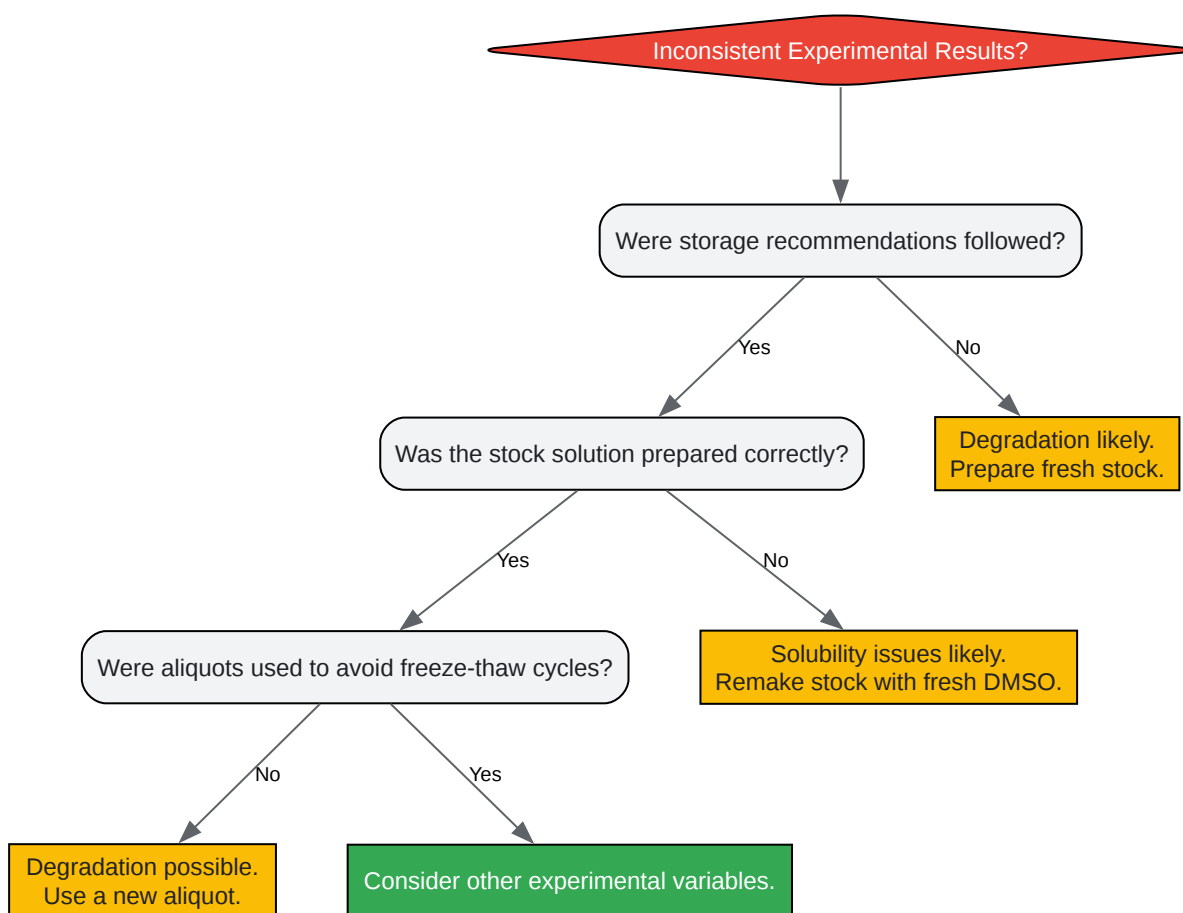 Inconsistent Experimental Results?
Were storage recommendations followed?
Yes
No
Was the stock solution prepared correctly?
Degradation likely.
Prepare fresh stock.
Yes
No
Were aliquots used to avoid freeze-thaw cycles?
Solubility issues likely.
Remake stock with fresh DMSO.
No
Yes
Degradation possible.
Use a new aliquot.
Consider other experimental variables.